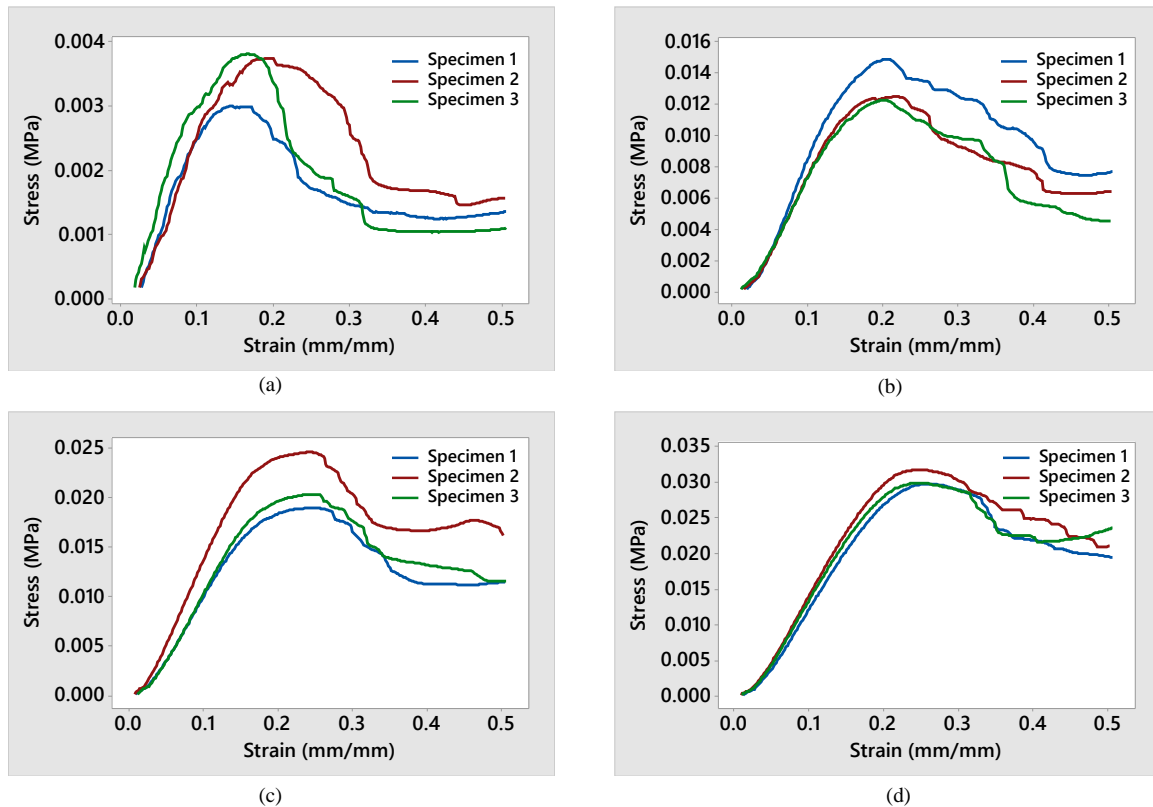 Stress (MPa)
0.004
0.003
0.002
0.001
0.000
Specimen 1
Specimen 2
Specimen 3
0.0 0.1 0.2 0.3 0.4 0.5
Strain (mm/mm)
(a)
Stress (MPa)
0.016
0.014
0.012
0.010
0.008
0.006
0.004
0.002
0.000
Specimen 1
Specimen 2
Specimen 3
0.0 0.1 0.2 0.3 0.4 0.5
Strain (mm/mm)
(b)
Stress (MPa)
0.025
0.020
0.015
0.010
0.005
0.000
Specimen 1
Specimen 2
Specimen 3
0.0 0.1 0.2 0.3 0.4 0.5
Strain (mm/mm)
(c)
Stress (MPa)
0.035
0.030
0.025
0.020
0.015
0.010
0.005
0.000
Specimen 1
Specimen 2
Specimen 3
0.0 0.1 0.2 0.3 0.4 0.5
Strain (mm/mm)
(d)